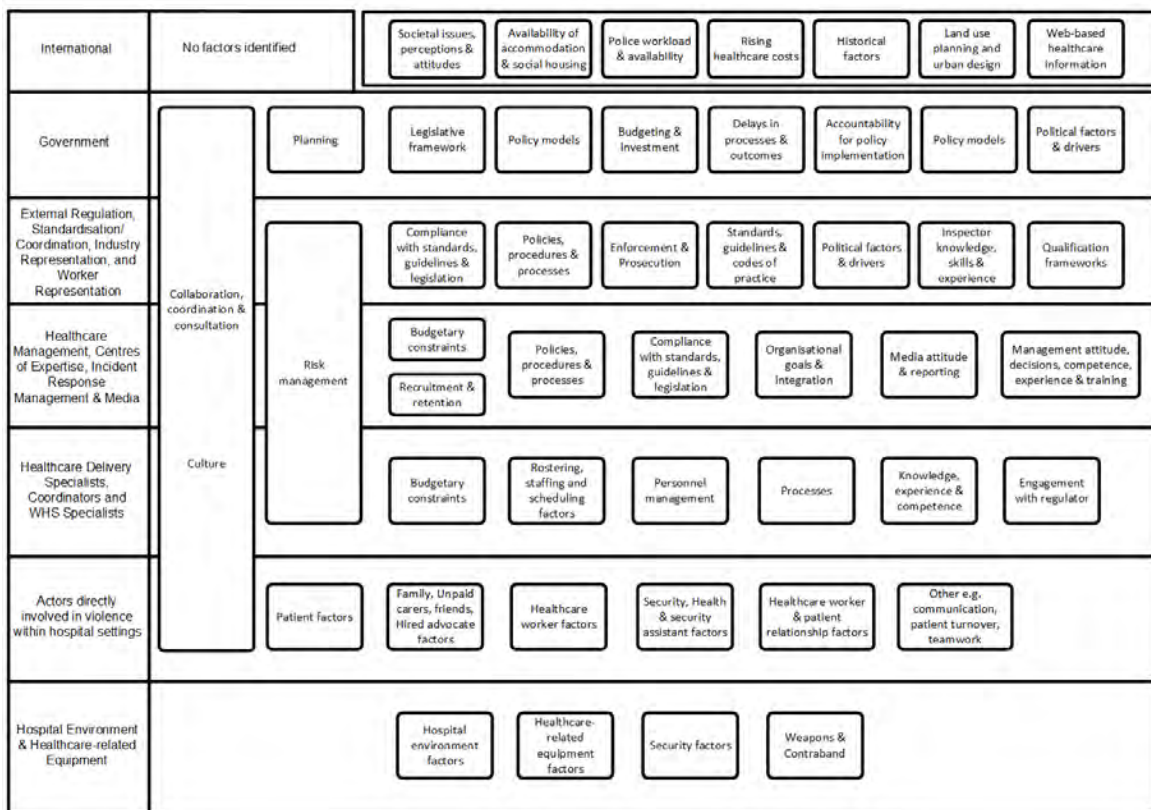 International
No factors identified
Societal issues,
perceptions &
attitudes
Availability of
accommodation
& social housing
Police workload
& availability
Rising
healthcare costs
Historical
factors
Land use
planning and
urban design
Web-based
healthcare
Information
Government
Planning
Legislative
framework
Policy models
Budgeting &
Investment
Delays in
processes &
outcomes
Accountability
for policy
Implementation
Policy models
Political factors
& drivers
External Regulation,
Standardisation/
Coordination, Industry
Representation, and
Worker
Representation
Collaboration,
coordination &
consultation
Culture
Risk
management
Compliance
with standards,
guidelines &
legislation
Policies,
procedures &
processes
Enforcement &
Prosecution
Standards,
guidelines &
codes of
practice
Political factors
& drivers
Inspector
knowledge,
skills &
experience
Qualification
frameworks
Healthcare
Management, Centres
of Expertise, Incident
Response
Management & Media
Budgetary
constraints
Recruitment &
retention
Policies,
procedures &
processes
Compliance
with standards,
guidelines &
legislation
Organisational
goals &
Integration
Media attitude
& reporting
Management attitude,
decisions, competence,
experience & training
Healthcare Delivery
Specialists,
Coordinators and
WHS Specialists
Budgetary
constraints
Rostering,
staffing and
scheduling
factors
Personnel
management
Processes
Knowledge,
experience &
competence
Engagement
with regulator
Actors directly
involved in violence
within hospital settings
Patient factors
Family, Unpaid
carers, friends,
Hired advocate
factors
Healthcare
worker factors
Security, Health
& security
assistant factors
Healthcare worker
& patient
relationship factors
Other e.g.
communication,
patient turnover,
teamwork
Hospital Environment
& Healthcare-related
Equipment
Hospital
environment
factors
Healthcare-
related
equipment
factors
Security factors
Weapons &
Contraband